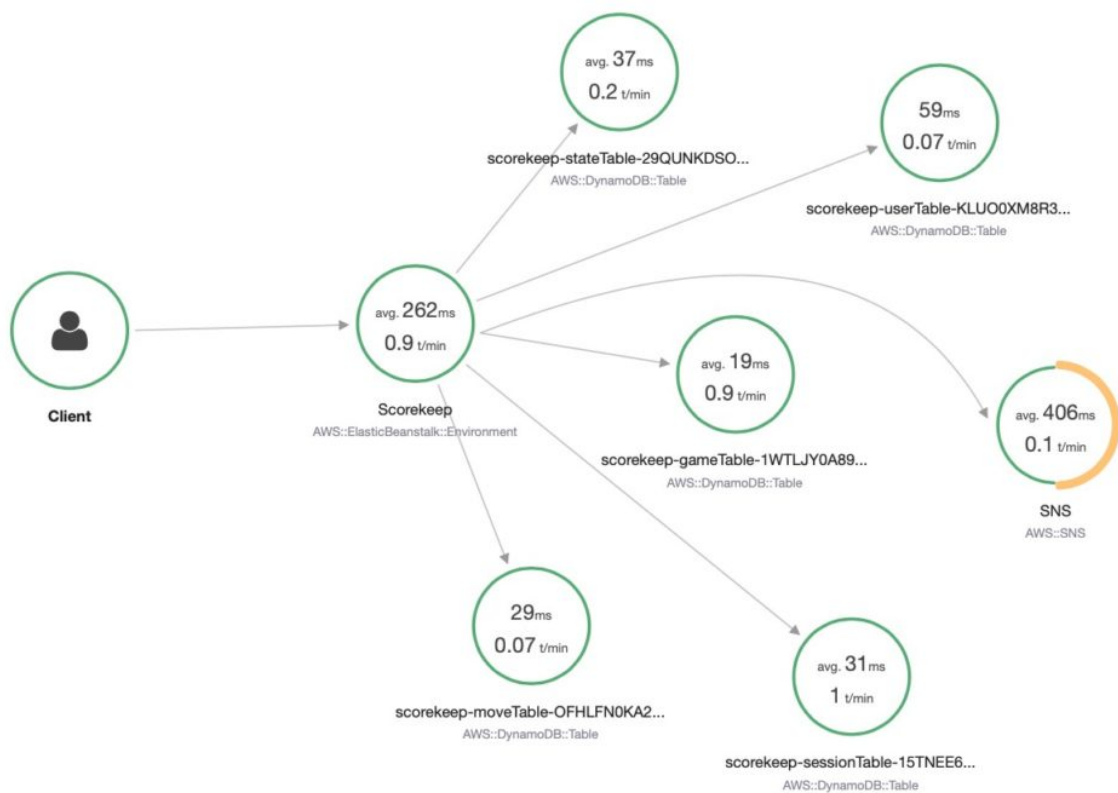 avg. 37ms
0.2 t/min
scorekeep-stateTable-29QUNKDSO...
AWS::DynamoDB::Table
59ms
0.07 t/min
scorekeep-userTable-KLUO0XM8R3...
AWS::DynamoDB::Table
Client
avg. 262ms
0.9 t/min
Scorekeep
AWS::ElasticBeanstalk::Environment
avg. 19ms
0.9 t/min
scorekeep-gameTable-1WTLJY0A89...
AWS::DynamoDB::Table
avg. 406ms
0.1 t/min
SNS
AWS::SNS
29ms
0.07 t/min
scorekeep-moveTable-OFHLFN0KA2...
AWS::DynamoDB::Table
avg. 31ms
1 t/min
scorekeep-sessionTable-15TNEE6...
AWS::DynamoDB::Table